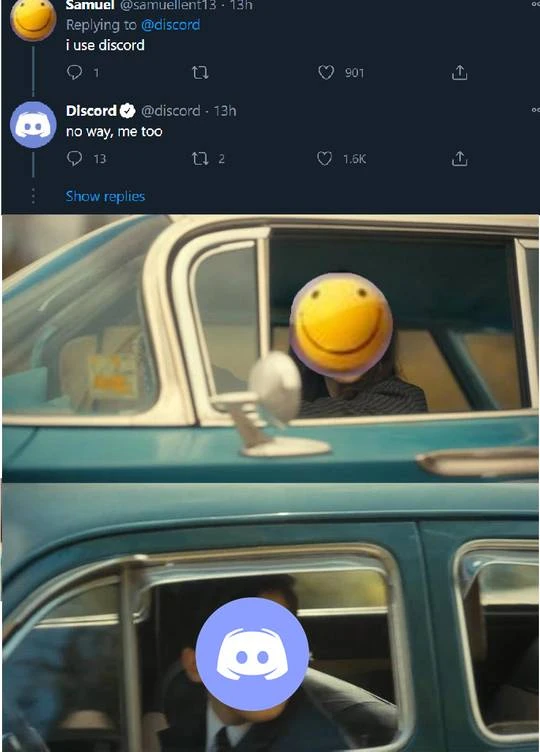 Samuel @samuellent13 · 13h
Replying to @discord
i use discord
1 901
Discord @discord · 13h
no way, me too
13 2 1.6K
Show replies